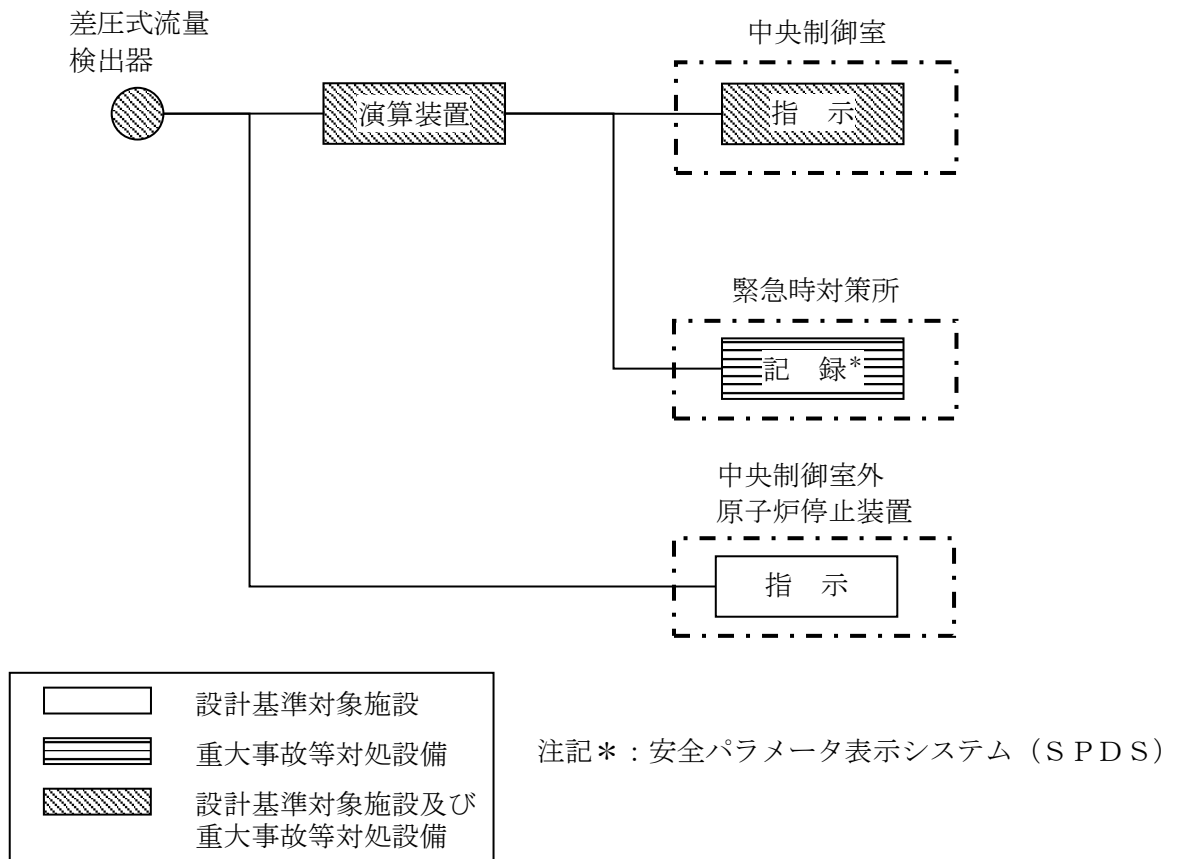 差圧式流量
検出器
中央制御室
演算装置
指　示
緊急時対策所
記　録*
中央制御室外
原子炉停止装置
指　示
設計基準対象施設
重大事故等対処設備
設計基準対象施設及び
重大事故等対処設備
注記＊：安全パラメータ表示システム（ＳＰＤＳ）